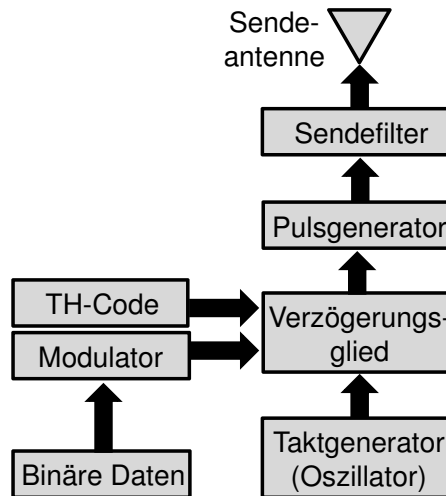 Sende-
antenne
Sendefilter
Pulsgenerator
TH-Code
Modulator
Verzögerungs-
glied
Binäre Daten
Taktgenerator
(Oszillator)